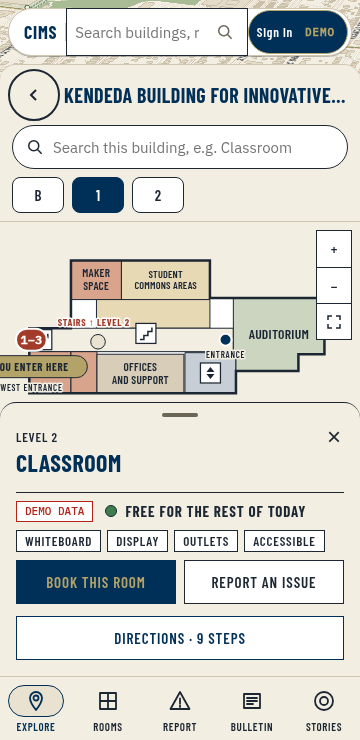 CIMS
Search buildings, r
Sign In DEMO
KENDEDA BUILDING FOR INNOVATIVE...
Search this building, e.g. Classroom
B
1
2
+
−
MAKER
SPACE
STUDENT
COMMONS AREAS
STAIRS ↑ LEVEL 2
1–3
AUDITORIUM
ENTRANCE
OU ENTER HERE
OFFICES
AND SUPPORT
WEST ENTRANCE
LEVEL 2
CLASSROOM
DEMO DATA
FREE FOR THE REST OF TODAY
WHITEBOARD
DISPLAY
OUTLETS
ACCESSIBLE
BOOK THIS ROOM
REPORT AN ISSUE
DIRECTIONS · 9 STEPS
EXPLORE
ROOMS
REPORT
BULLETIN
STORIES